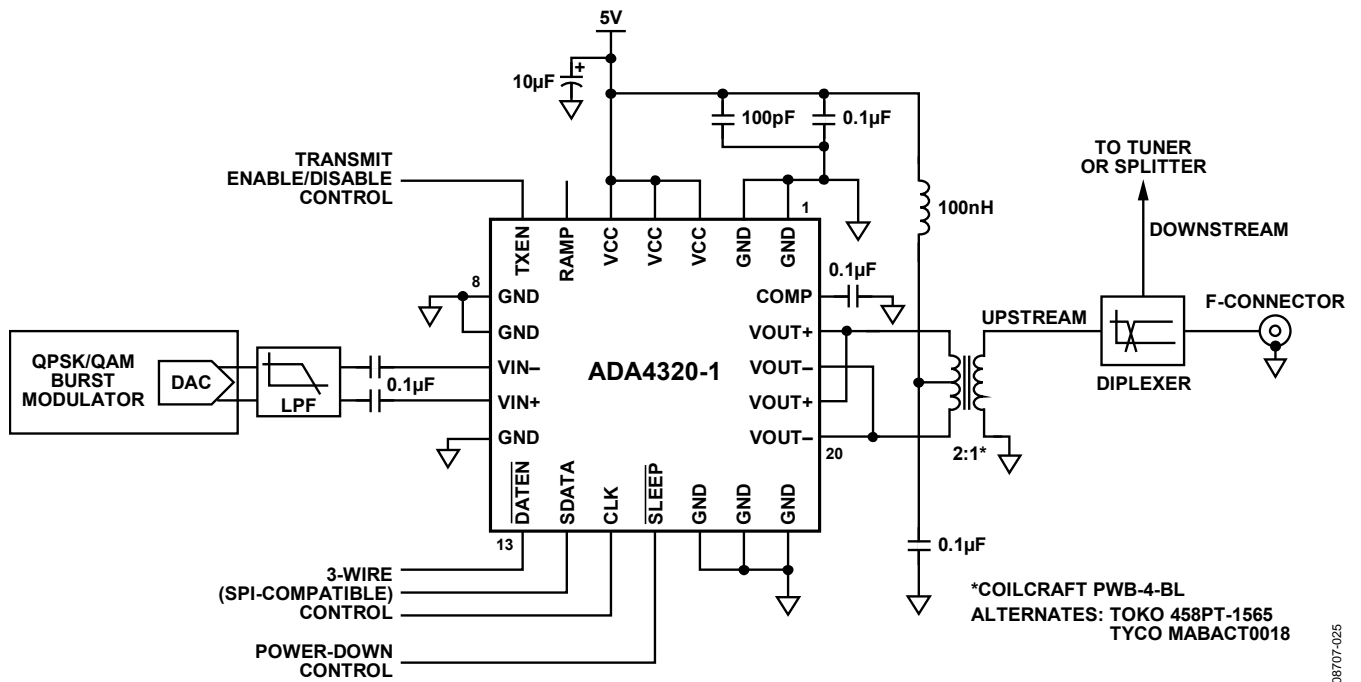 5V
10µF
+
100pF
0.1µF
TRANSMIT
ENABLE/DISABLE
CONTROL
TO TUNER
OR SPLITTER
1
100nH
DOWNSTREAM
TXEN
RAMP
VCC
VCC
VCC
GND
GND
8
GND
COMP
0.1µF
F-CONNECTOR
GND
VOUT+
UPSTREAM
QPSK/QAM
BURST
MODULATOR
DAC
LPF
0.1µF
VIN–
ADA4320-1
VOUT–
DIPLEXER
VIN+
VOUT+
GND
VOUT–
20
2:1*
DATEN
SDATA
CLK
SLEEP
GND
GND
GND
13
0.1µF
3-WIRE
(SPI-COMPATIBLE)
CONTROL
*COILCRAFT PWB-4-BL
ALTERNATES: TOKO 458PT-1565
TYCO MABACT0018
POWER-DOWN
CONTROL
08707-025